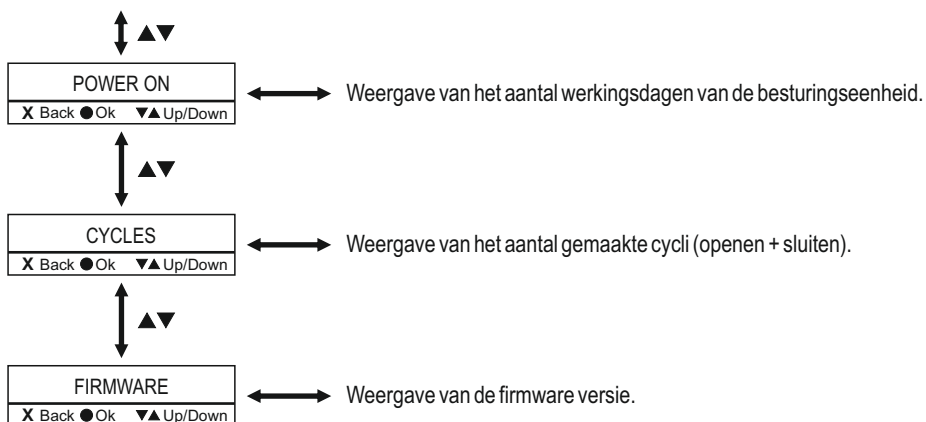 ▲▼
POWER ON
X Back ●Ok ▼▲Up/Down
Weergave van het aantal werkingsdagen van de besturingseenheid.
▲▼
CYCLES
X Back ●Ok ▼▲Up/Down
Weergave van het aantal gemaakte cycli (openen + sluiten).
▲▼
FIRMWARE
X Back ●Ok ▼▲Up/Down
Weergave van de firmware versie.